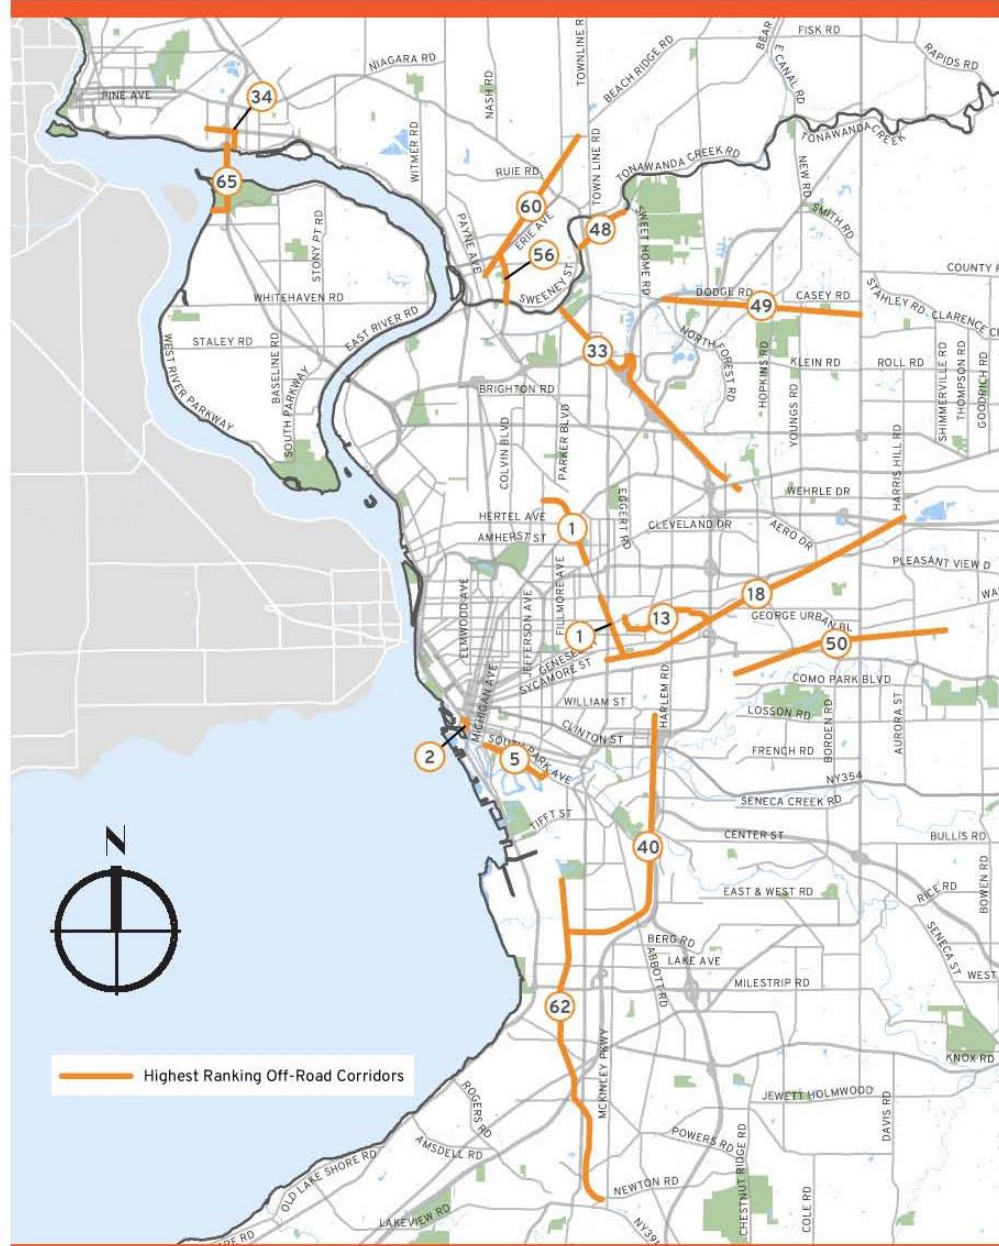 FISK RD
BEAR
E CANAL RD
RAPIDS RD
TOWNLINE R
BEACH RIDGE RD
NIAGARA RD
NASH RD
PINE AVE
34
WITMER RD
TONAWANDA CREEK
TONAWANDA CREEK RD
TOWN LINE RD
RUIE RD
NEW RD
65
60
SMITH RD
STONY PT RD
PAYNE AVE
ERIE AVE
48
SWEET HOME RD
56
SWEENEY ST
COUNTY
WHITEHAVEN RD
DODGE RD
CASEY RD
49
STAHLEY RD
CLARENCE
EAST RIVER RD
WEST RIVER PARKWAY
STALEY RD
BASELINE RD
SOUTH PARKWAY
33
NORTH FOREST RD
HOPKINS RD
KLEIN RD
ROLL RD
YOUNGS RD
SHIMMERVILLE RD
THOMPSON RD
GOODRICH RD
BRIGHTON RD
COLVIN BLVD
PARKER BLVD
HARRIS HILL RD
WEHRLE DR
EGGERT RD
HERTEL AVE
1
CLEVELAND DR
AERO DR
AMHERST ST
PLEASANT VIEW D
ELMWOOD AVE
JEFFERSON AVE
FILLMORE AVE
18
WA
13
GEORGE URBAN BL
1
50
GENESEE
SYCAMORE ST
COMO PARK BLVD
MICHIGAN AVE
WILLIAM ST
HARLEM RD
LOSSON RD
BORDEN RD
AURORA ST
CLINTON ST
2
SOUTH PARK AVE
5
FRENCH RD
NY354
SENECA CREEK RD
TIFFT ST
CENTER ST
BULLIS RD
N
40
EAST & WEST RD
RICE RD
BOWEN RD
SENECA ST
BERG RD
LAKE AVE
ABBOTT RD
WEST
MILESTRIP RD
62
MCKINLEY PKWY
KNOX RD
Highest Ranking Off-Road Corridors
ROGERS RD
JEWETT HOLMWOOD
DAVIS RD
AMSDELL RD
POWERS RD
CHESTNUT RIDGE RD
OLD LAKE SHORE RD
NEWTON RD
COLE RD
LAKEVIEW RD
NY391
RE RD